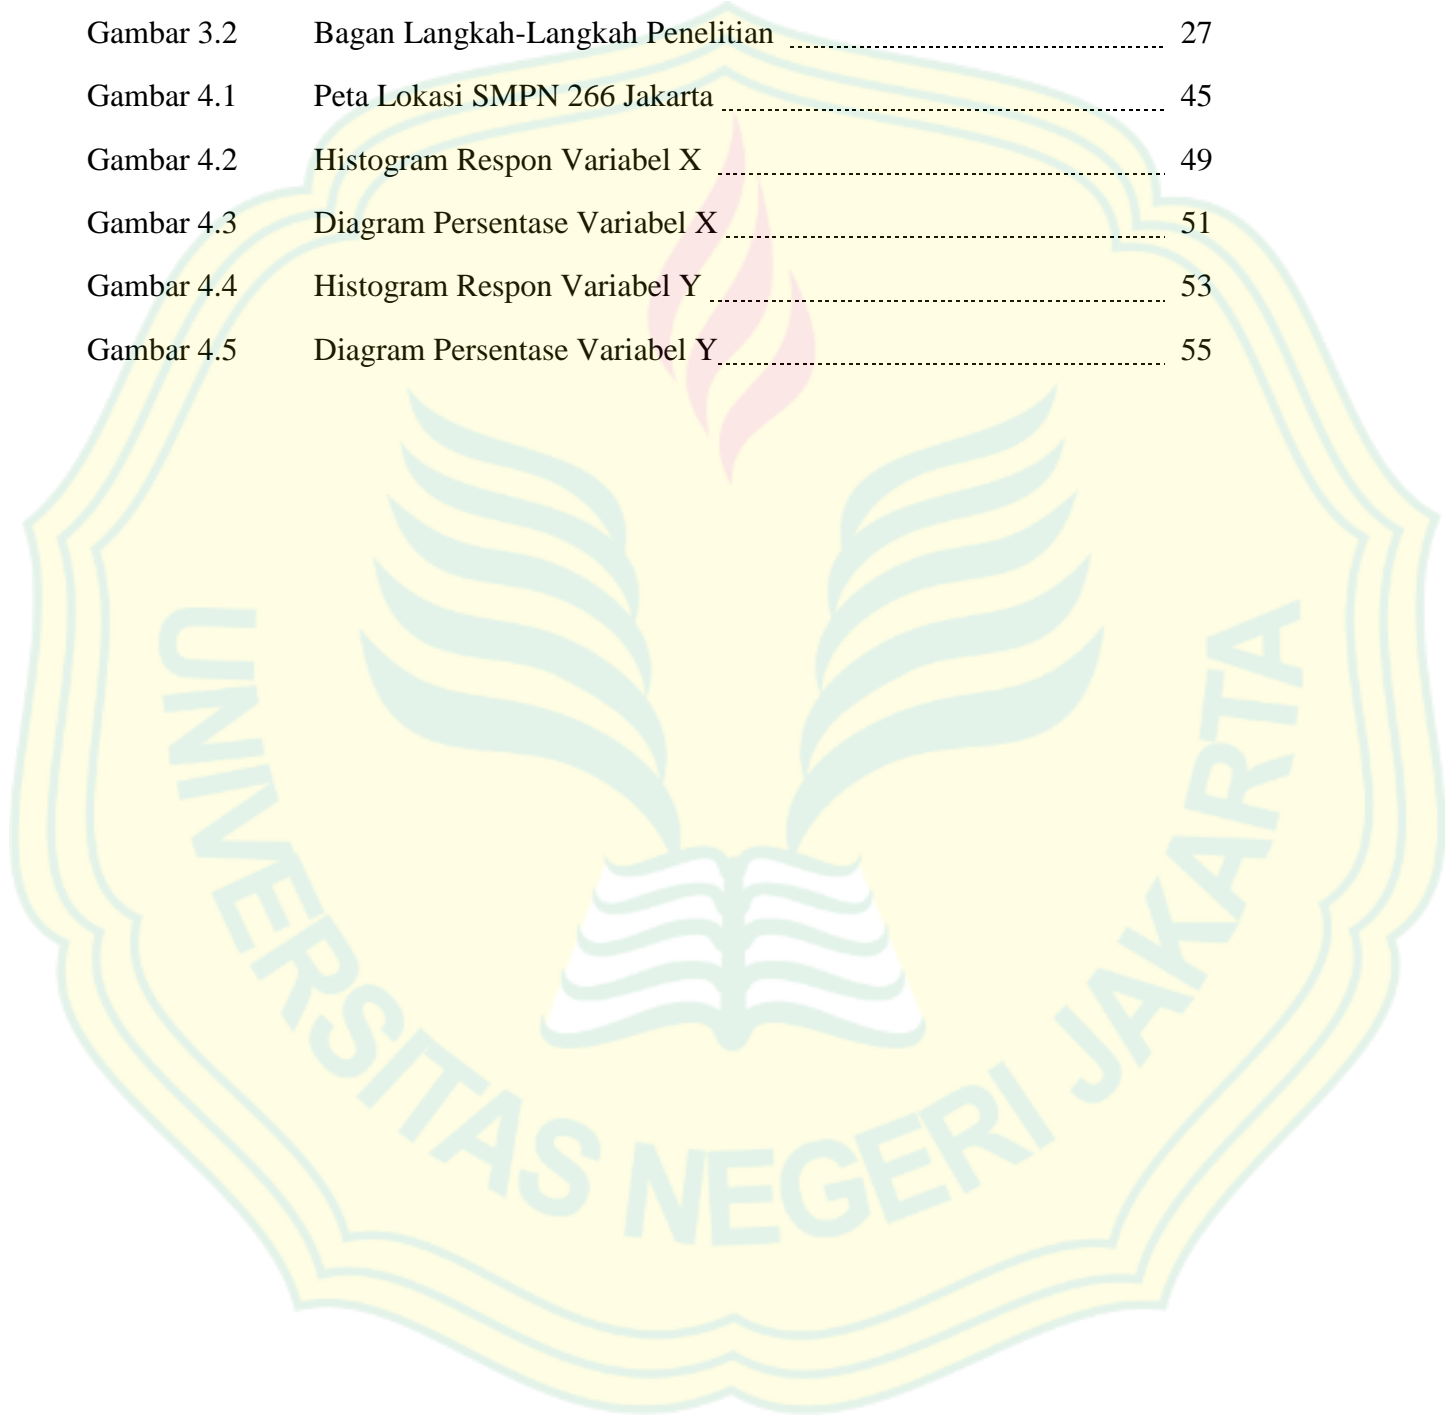 Gambar 3.2 Bagan Langkah-Langkah Penitian 27
Gambar 4.1 Peta Lokasi SMPN 266 Jakarta 45
Gambar 4.2 Histogram Respon Variabel X 49
Gambar 4.3 Diagram Persentase Variabel X 51
Gambar 4.4 Histogram Respon Variabel Y 53
Gambar 4.5 Diagram Persentase Variabel Y 55
UNIVERSITAS NEGERI JAKARTA